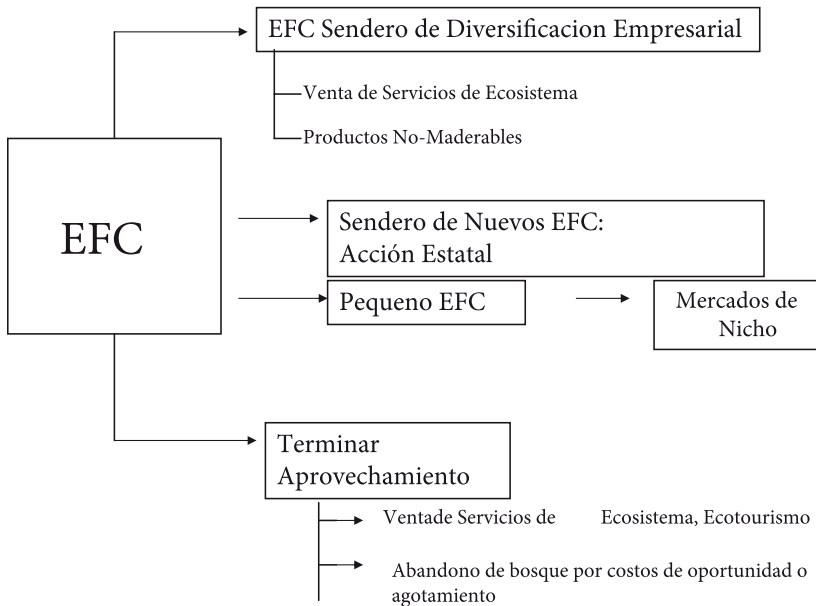 EFC Sendero de Diversificacion Empresarial
Venta de Servicios de Ecosistema
Productos No-Maderables
EFC
Sendero de Nuevos EFC:
Acción Estatal
Pequeno EFC
Mercados de
Nicho
Terminar
Aprovechamiento
Ventade Servicios de Ecosistema, Ecotourismo
Abandono de bosque por costos de oportunidad o
agotamiento